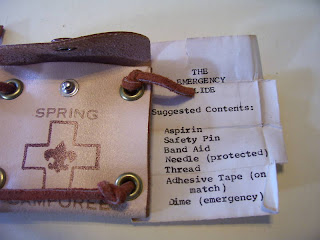 SPRING
CAMPOREE
THE
EMERGENCY
SLIDE
Suggested Contents:
Aspirin
Safety Pin
Band Aid
Needle (protected)
Thread
Adhesive Tape (on
match)
Dime (emergency)